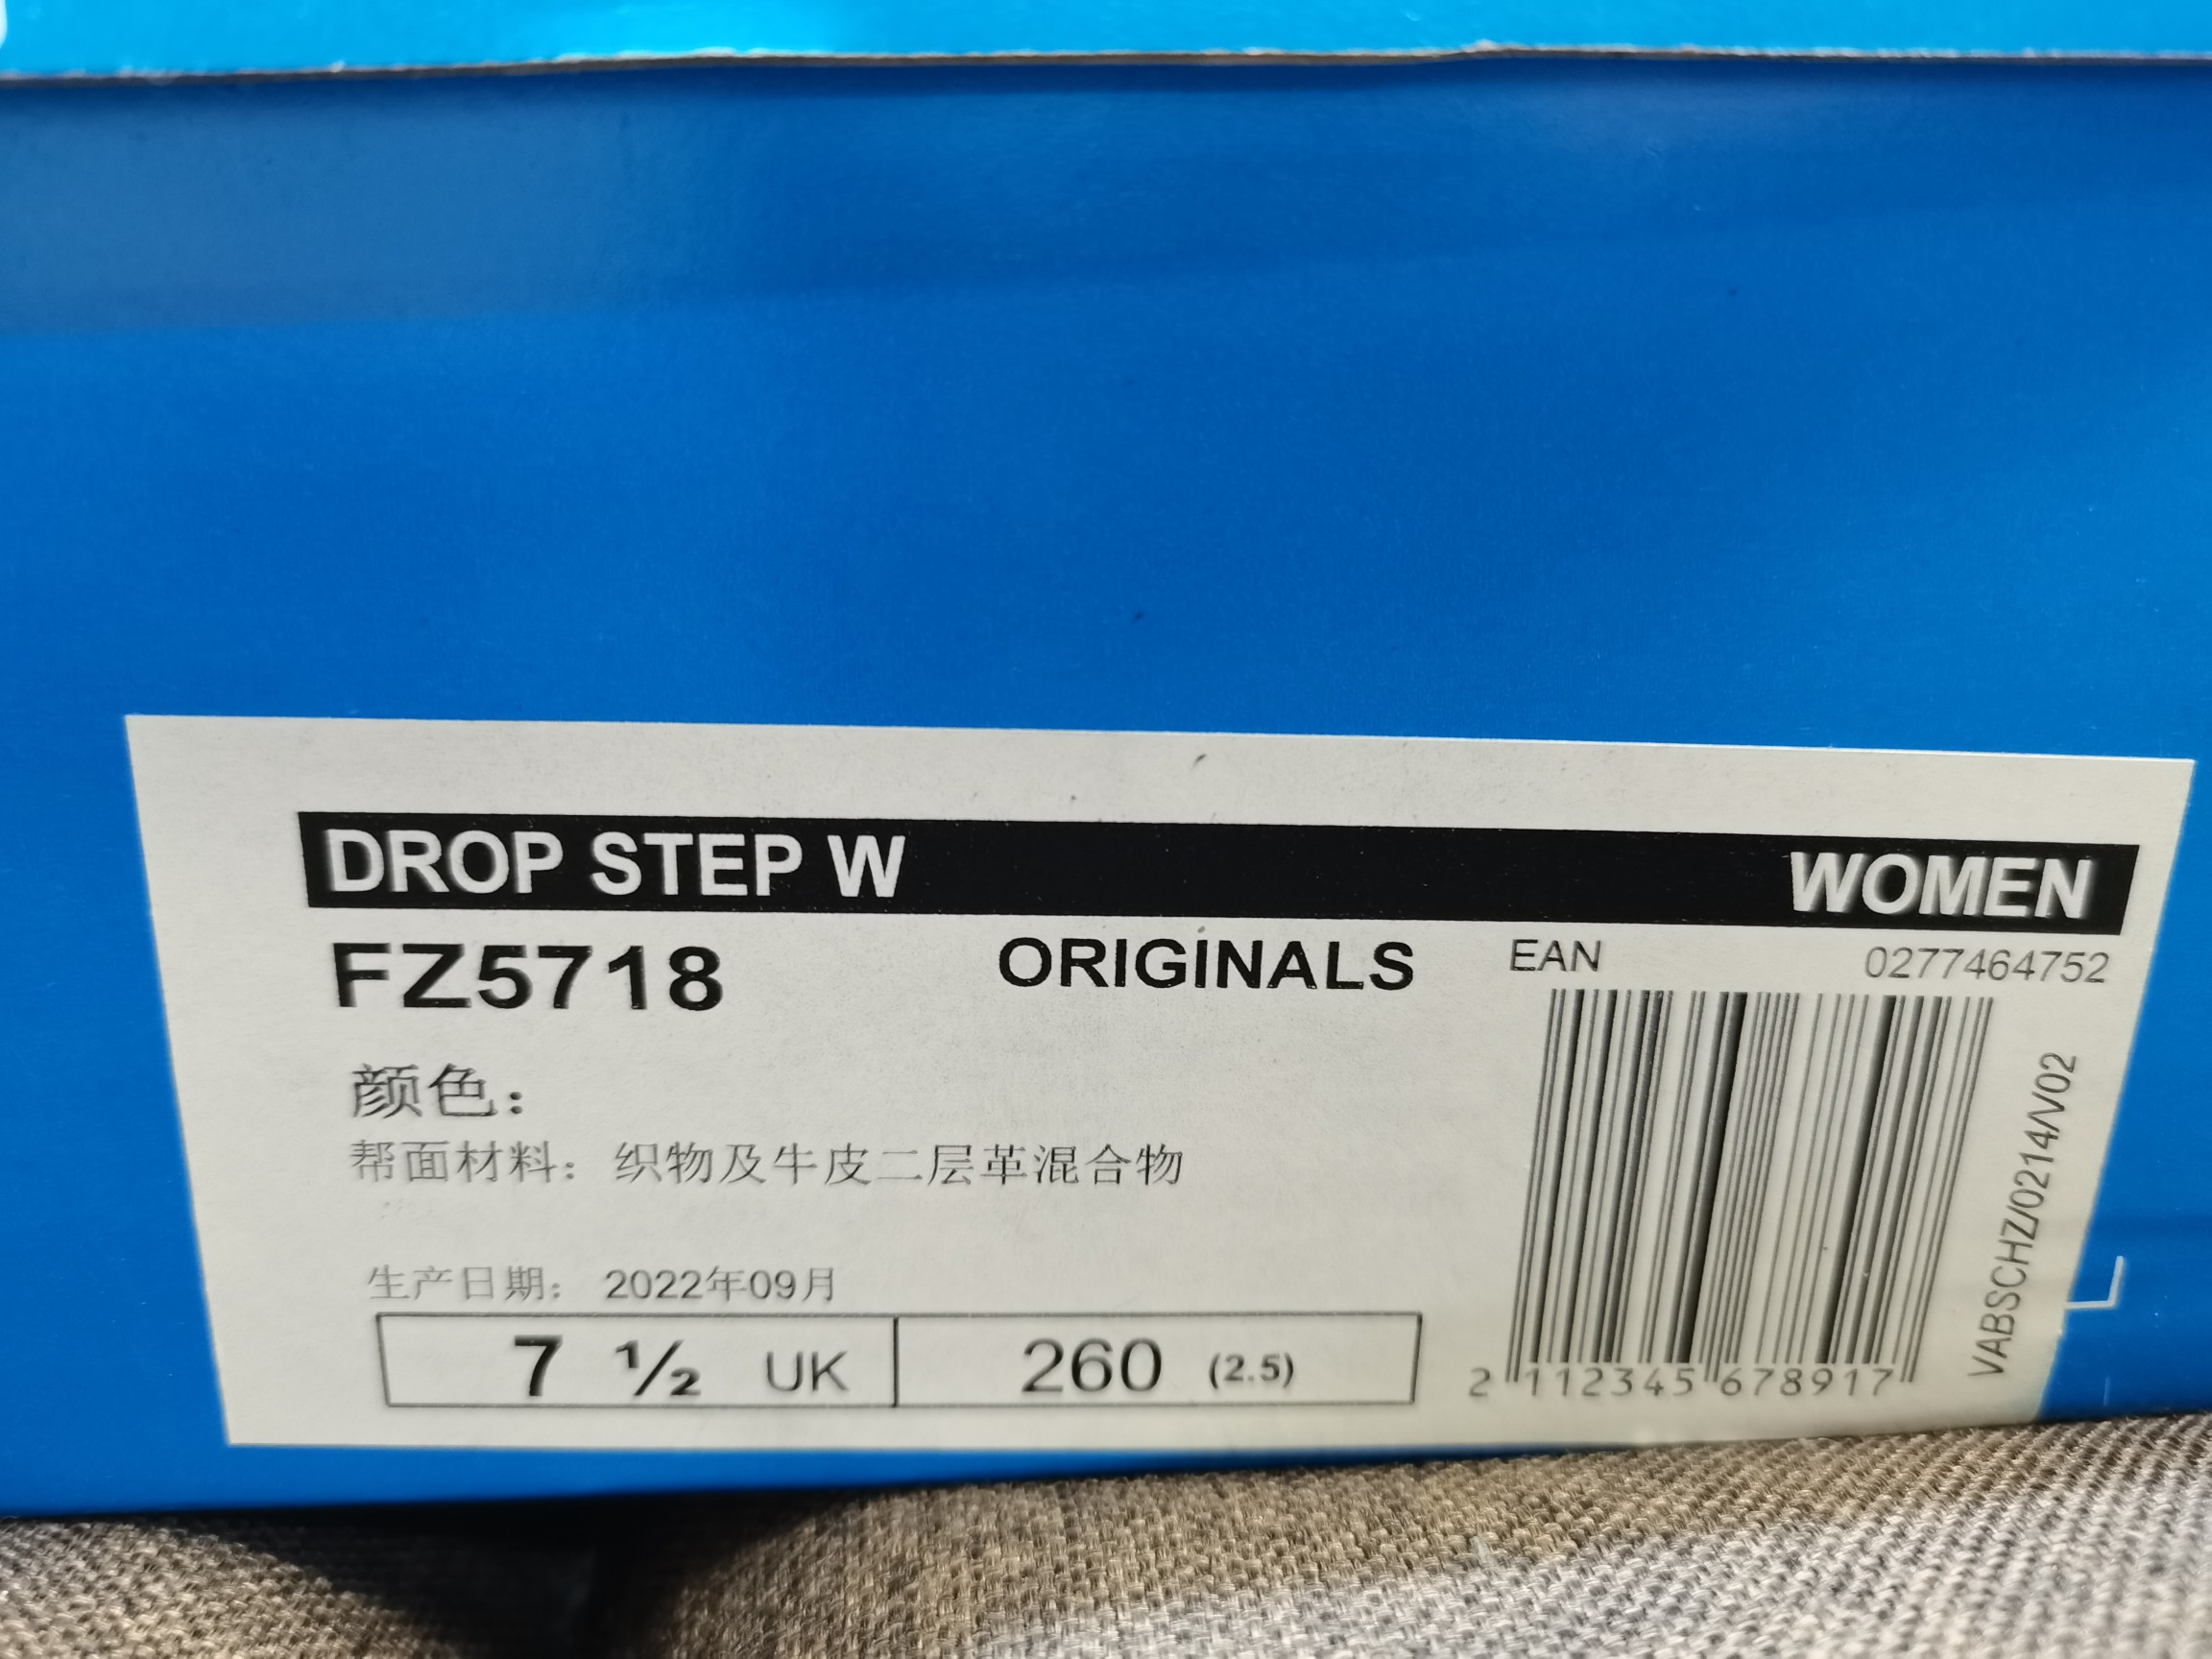 DROP STEP W WOMEN
FZ5718 ORIGINALS EAN 0277464752
颜色：
帮面材料： 织物及牛皮二层革混合物
生产日期： 2022年09月
7 ½ UK 260 (2.5)
2 112345 678917
VABSCHZ/0214/V02